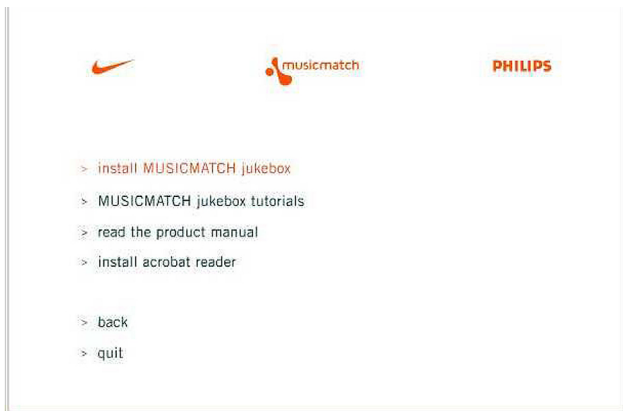 musicmatch
PHILIPS
> install MUSICMATCH jukebox
> MUSICMATCH jukebox tutorials
> read the product manual
> install acrobat reader
> back
> quit